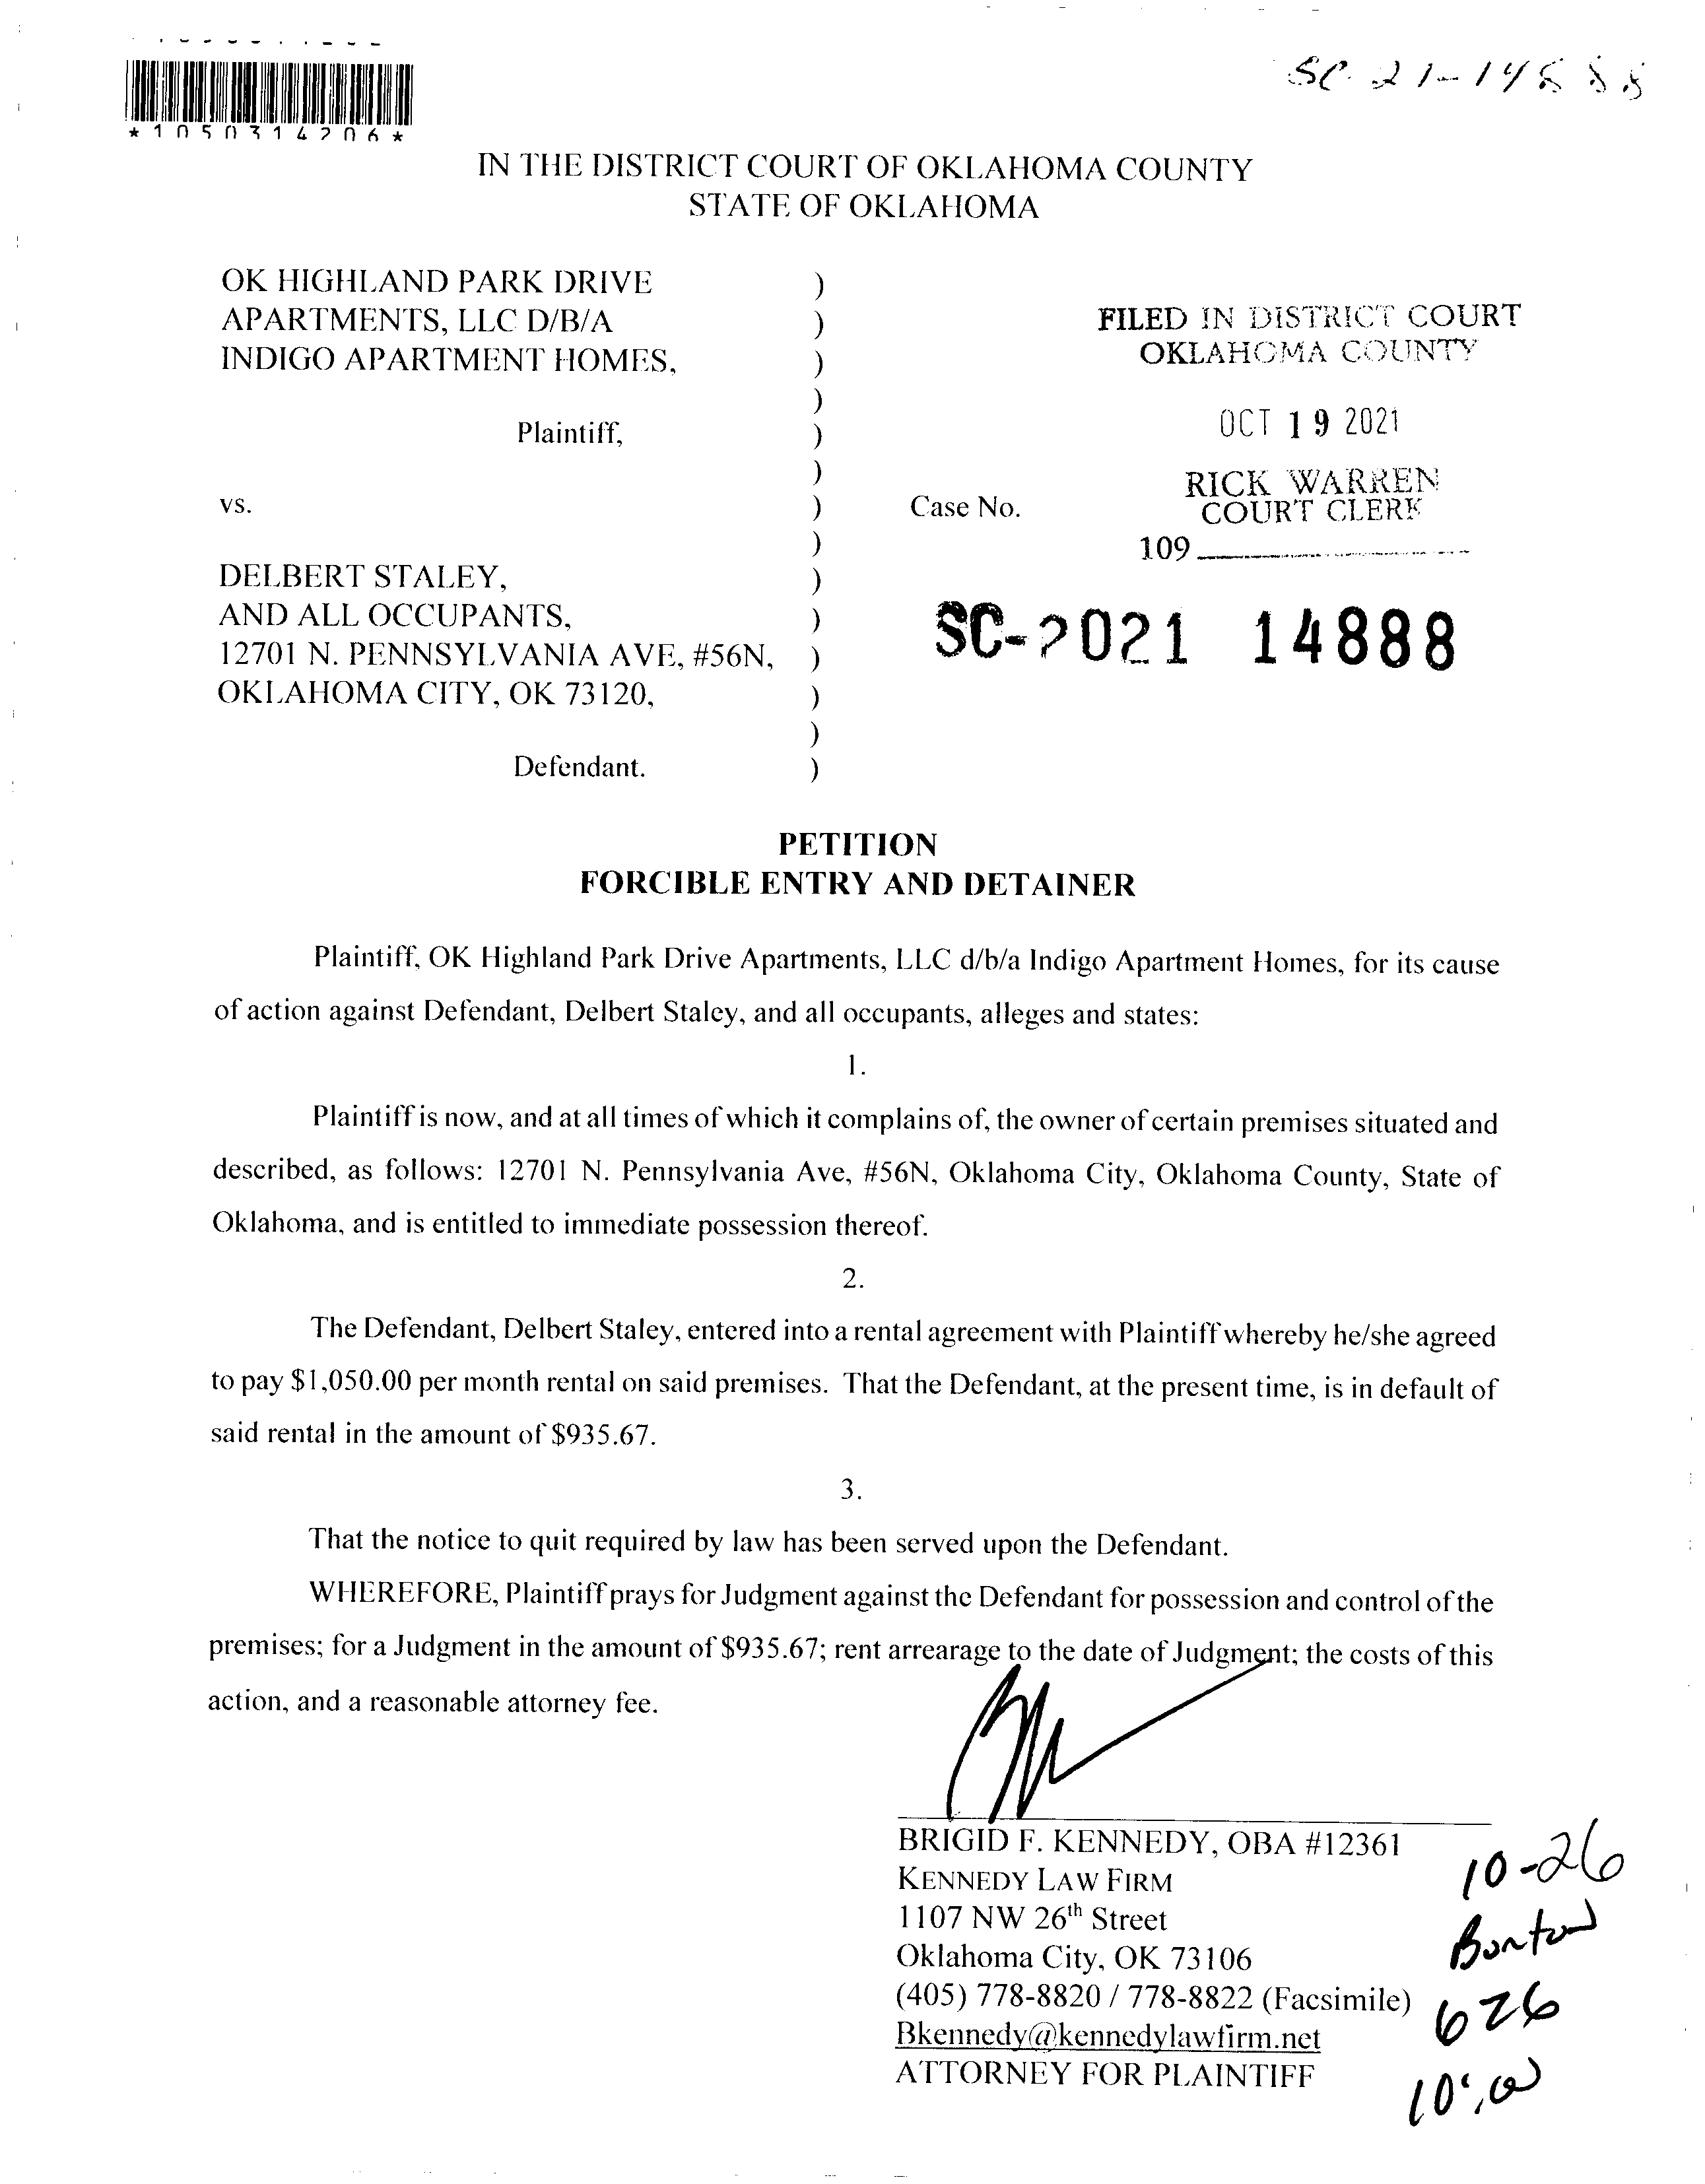 SC 21-14888
*1050314206*
IN THE DISTRICT COURT OF OKLAHOMA COUNTY
STATE OF OKLAHOMA
OK HIGHLAND PARK DRIVE )
APARTMENTS, LLC D/B/A )
INDIGO APARTMENT HOMES, )
)
Plaintiff, )
)
vs. )
)
DELBERT STALEY, )
AND ALL OCCUPANTS, )
12701 N. PENNSYLVANIA AVE, #56N, )
OKLAHOMA CITY, OK 73120, )
)
Defendant. )
FILED IN DISTRICT COURT
OKLAHOMA COUNTY
OCT 19 2021
RICK WARREN
COURT CLERK
Case No.
109
SC-2021 14888
PETITION
FORCIBLE ENTRY AND DETAINER
Plaintiff, OK Highland Park Drive Apartments, LLC d/b/a Indigo Apartment Homes, for its cause
of action against Defendant, Delbert Staley, and all occupants, alleges and states:
1.
Plaintiff is now, and at all times of which it complains of, the owner of certain premises situated and
described, as follows: 12701 N. Pennsylvania Ave, #56N, Oklahoma City, Oklahoma County, State of
Oklahoma, and is entitled to immediate possession thereof.
2.
The Defendant, Delbert Staley, entered into a rental agreement with Plaintiff whereby he/she agreed
to pay $1,050.00 per month rental on said premises. That the Defendant, at the present time, is in default of
said rental in the amount of $935.67.
3.
That the notice to quit required by law has been served upon the Defendant.
WHEREFORE, Plaintiff prays for Judgment against the Defendant for possession and control of the
premises; for a Judgment in the amount of $935.67; rent arrearage to the date of Judgment; the costs of this
action, and a reasonable attorney fee.
BRIGID F. KENNEDY, OBA #12361
KENNEDY LAW FIRM
1107 NW 26th Street
Oklahoma City, OK 73106
(405) 778-8820 / 778-8822 (Facsimile)
Bkennedy@kennedylawfirm.net
ATTORNEY FOR PLAINTIFF
10-26
626